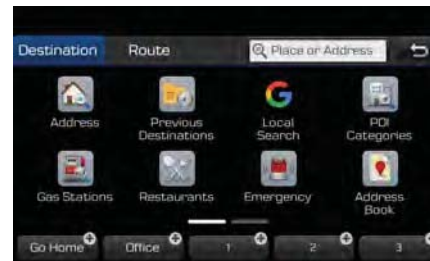 Destination Route Place or Address
Address Previous Destinations Local Search POI Categories
Gas Stations Restaurants Emergency Address Book
Go Home Office 1 2 3